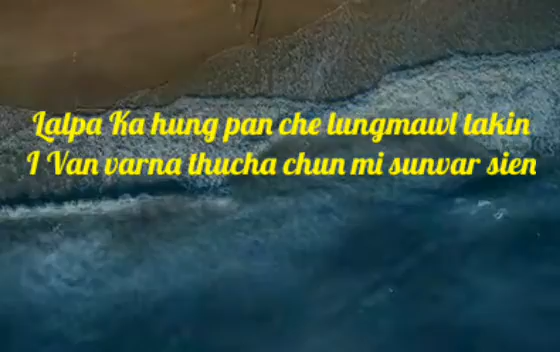 Lalpa Ka hung pan che lungmawl takin
I Van varna thucha chun mi sunvar sien